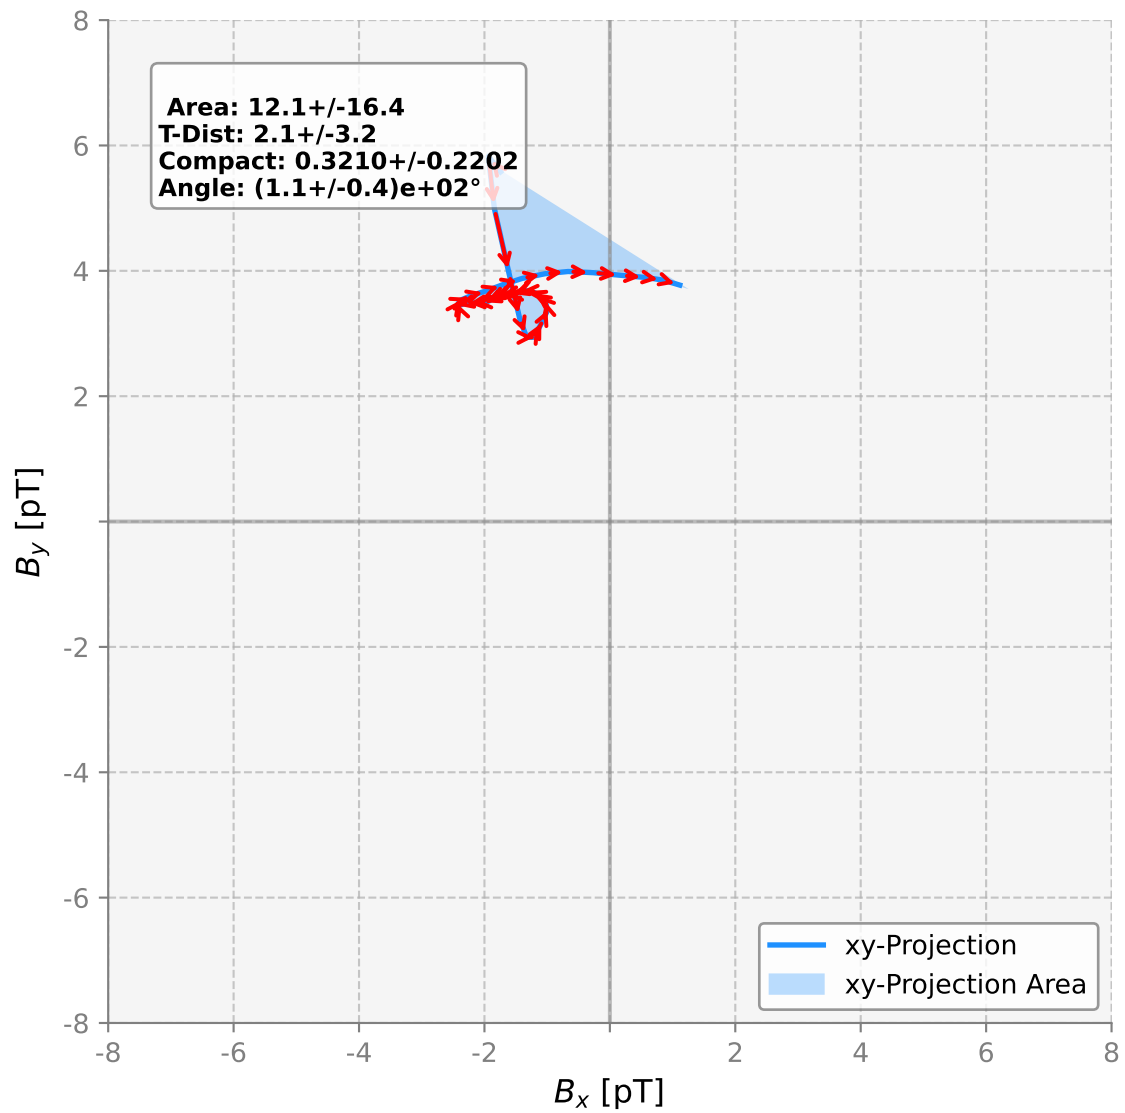 8
6
4
2
-2
-4
-6
-8
-8
-6
-4
-2
2
4
6
8
Area: 12.1+/-16.4
T-Dist: 2.1+/-3.2
Compact: 0.3210+/-0.2202
Angle: (1.1+/-0.4)e+02°
xy-Projection
xy-Projection Area
By [pT]
Bx [pT]